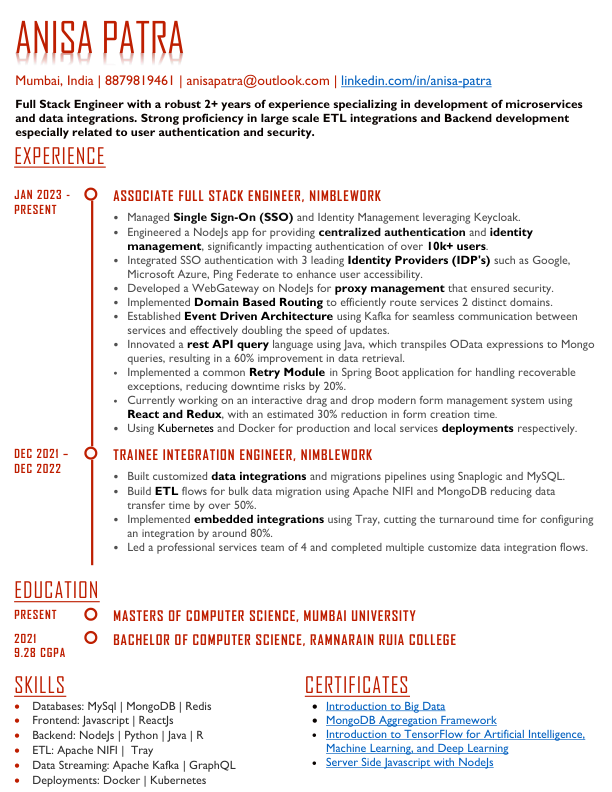 ANISA PATRA
Mumbai, India | 8879819461 | anisapatra@outlook.com | linkedin.com/in/anisa-patra
Full Stack Engineer with a robust 2+ years of experience specializing in development of microservices
and data integrations. Strong proficiency in large scale ETL integrations and Backend development
especially related to user authentication and security.
EXPERIENCE
JAN 2023 -
PRESENT
ASSOCIATE FULL STACK ENGINEER, NIMBLEWORK
• Managed Single Sign-On (SSO) and Identity Management leveraging Keycloak.
• Engineered a NodeJs app for providing centralized authentication and identity
management, significantly impacting authentication of over 10k+ users.
• Integrated SSO authentication with 3 leading Identity Providers (IDP's) such as Google,
Microsoft Azure, Ping Federate to enhance user accessibility.
• Developed a WebGateway on NodeJs for proxy management that ensured security.
• Implemented Domain Based Routing to efficiently route services 2 distinct domains.
• Established Event Driven Architecture using Kafka for seamless communication between
services and effectively doubling the speed of updates.
• Innovated a rest API query language using Java, which transpiles OData expressions to Mongo
queries, resulting in a 60% improvement in data retrieval.
• Implemented a common Retry Module in Spring Boot application for handling recoverable
exceptions, reducing downtime risks by 20%.
• Currently working on an interactive drag and drop modern form management system using
React and Redux, with an estimated 30% reduction in form creation time.
• Using Kubernetes and Docker for production and local services deployments respectively.
DEC 2021 –
DEC 2022
TRAINEE INTEGRATION ENGINEER, NIMBLEWORK
• Built customized data integrations and migrations pipelines using Snaplogic and MySQL.
• Build ETL flows for bulk data migration using Apache NIFI and MongoDB reducing data
transfer time by over 50%.
• Implemented embedded integrations using Tray, cutting the turnaround time for configuring
an integration by around 80%.
• Led a professional services team of 4 and completed multiple customize data integration flows.
EDUCATION
PRESENT
MASTERS OF COMPUTER SCIENCE, MUMBAI UNIVERSITY
2021
9.28 CGPA
BACHELOR OF COMPUTER SCIENCE, RAMNARAIN RUIA COLLEGE
SKILLS
• Databases: MySql | MongoDB | Redis
• Frontend: Javascript | ReactJs
• Backend: NodeJs | Python | Java | R
• ETL: Apache NIFI | Tray
• Data Streaming: Apache Kafka | GraphQL
• Deployments: Docker | Kubernetes
CERTIFICATES
• Introduction to Big Data
• MongoDB Aggregation Framework
• Introduction to TensorFlow for Artificial Intelligence,
Machine Learning, and Deep Learning
• Server Side Javascript with NodeJs